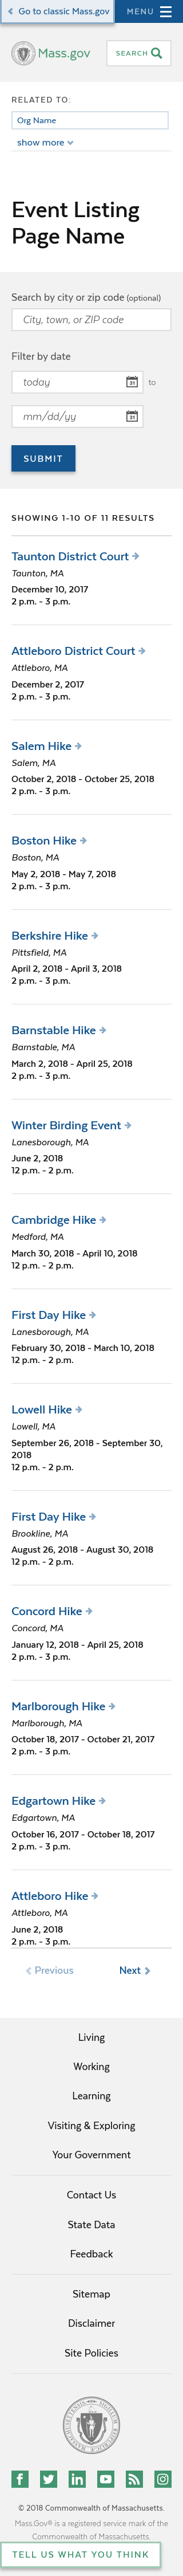 Go to classic Mass.gov
MENU
Mass.gov
SEARCH
RELATED TO:
Org Name
show more
Event Listing
Page Name
Search by city or zip code (optional)
City, town, or ZIP code
Filter by date
today
31
to
mm/dd/yy
31
SUBMIT
SHOWING 1-10 OF 11 RESULTS
Taunton District Court
Taunton, MA
December 10, 2017
2 p.m. - 3 p.m.
Attleboro District Court
Attleboro, MA
December 2, 2017
2 p.m. - 3 p.m.
Salem Hike
Salem, MA
October 2, 2018 - October 25, 2018
2 p.m. - 3 p.m.
Boston Hike
Boston, MA
May 2, 2018 - May 7, 2018
2 p.m. - 3 p.m.
Berkshire Hike
Pittsfield, MA
April 2, 2018 - April 3, 2018
2 p.m. - 3 p.m.
Barnstable Hike
Barnstable, MA
March 2, 2018 - April 25, 2018
2 p.m. - 3 p.m.
Winter Birding Event
Lanesborough, MA
June 2, 2018
12 p.m. - 2 p.m.
Cambridge Hike
Medford, MA
March 30, 2018 - April 10, 2018
12 p.m. - 2 p.m.
First Day Hike
Lanesborough, MA
February 30, 2018 - March 10, 2018
12 p.m. - 2 p.m.
Lowell Hike
Lowell, MA
September 26, 2018 - September 30,
2018
12 p.m. - 2 p.m.
First Day Hike
Brookline, MA
August 26, 2018 - August 30, 2018
12 p.m. - 2 p.m.
Concord Hike
Concord, MA
January 12, 2018 - April 25, 2018
2 p.m. - 3 p.m.
Marlborough Hike
Marlborough, MA
October 18, 2017 - October 21, 2017
2 p.m. - 3 p.m.
Edgartown Hike
Edgartown, MA
October 16, 2017 - October 18, 2017
2 p.m. - 3 p.m.
Attleboro Hike
Attleboro, MA
June 2, 2018
2 p.m. - 3 p.m.
Previous
Next
Living
Working
Learning
Visiting & Exploring
Your Government
Contact Us
State Data
Feedback
Sitemap
Disclaimer
Site Policies
© 2018 Commonwealth of Massachusetts.
Mass.Gov® is a registered service mark of the
Commonwealth of Massachusetts.
TELL US WHAT YOU THINK